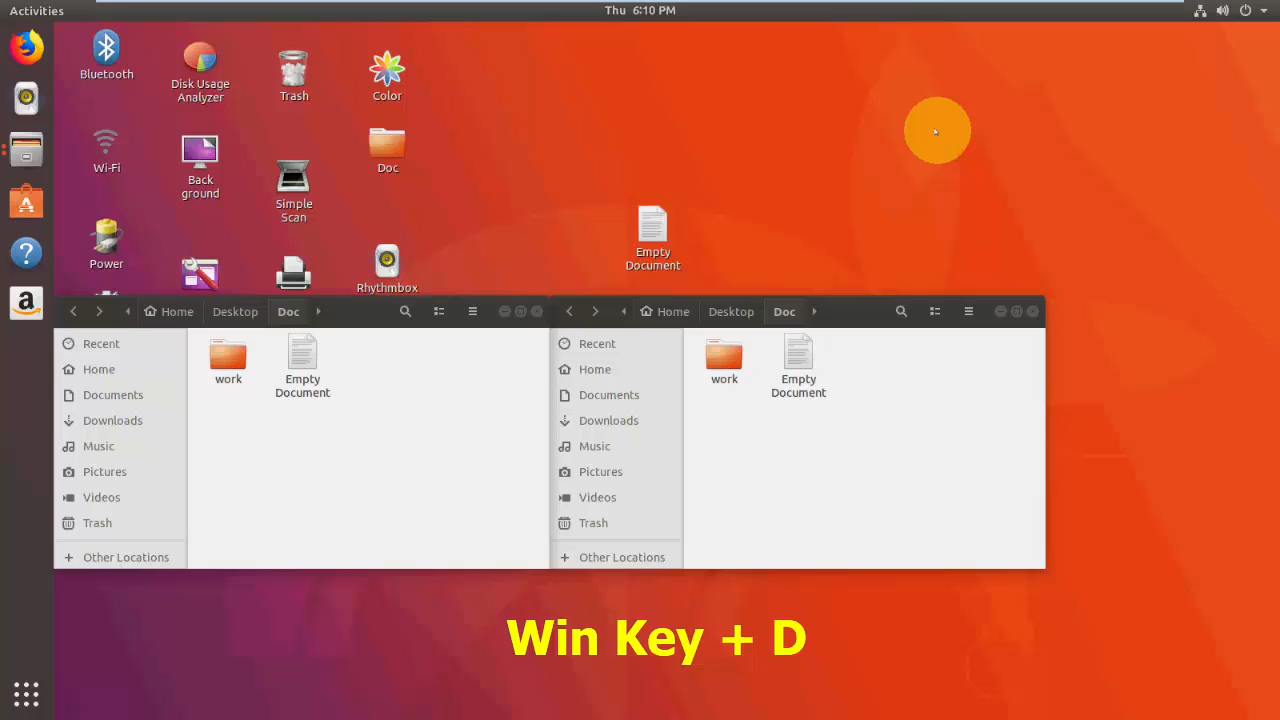 Activities
Thu 6:10 PM
Bluetooth
Disk Usage
Analyzer
Trash
Color
Wi-Fi
Back
ground
Simple
Scan
Doc
Power
Rhythmbox
Empty
Document
Home Desktop Doc
Recent
Home
Documents
Downloads
Music
Pictures
Videos
Trash
Other Locations
work
Empty
Document
Home Desktop Doc
Recent
Home
Documents
Downloads
Music
Pictures
Videos
Trash
Other Locations
work
Empty
Document
Win Key + D